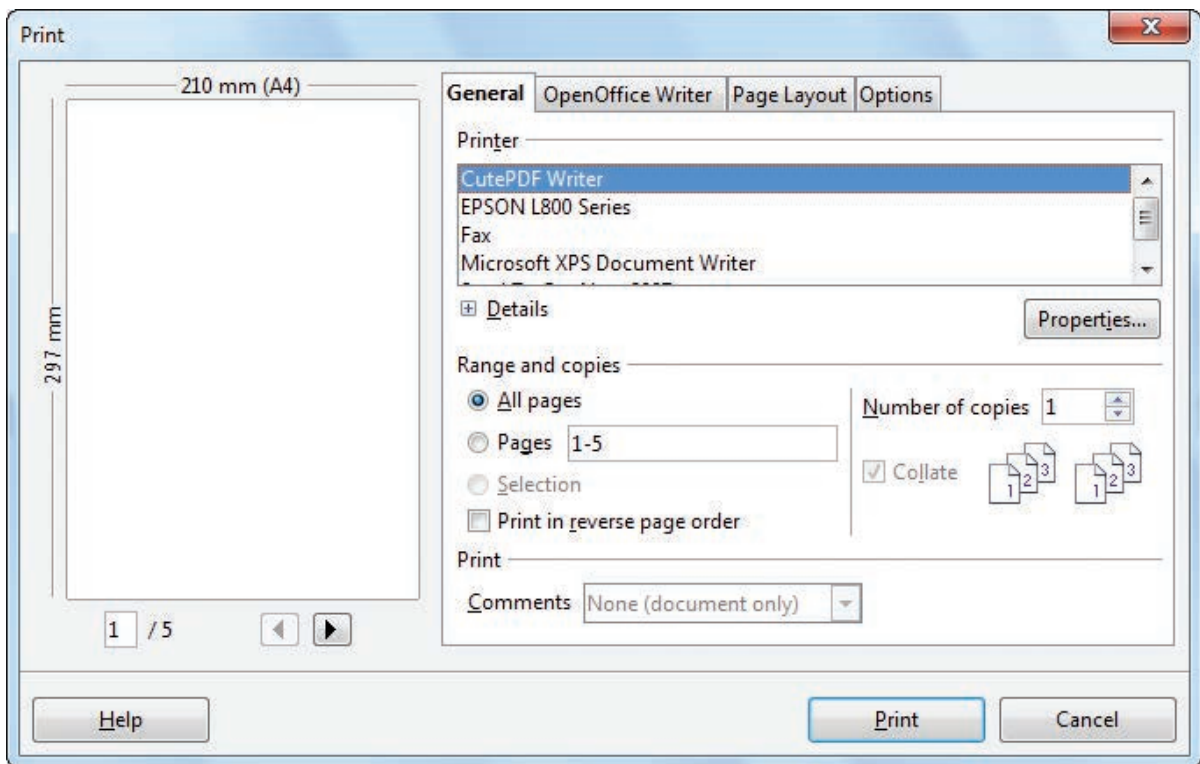 Print
x
210 mm (A4)
297 mm
1 / 5
General OpenOffice Writer Page Layout Options
Printer
CutePDF Writer
EPSON L800 Series
Fax
Microsoft XPS Document Writer
Details
Properties...
Range and copies
All pages
Pages 1-5
Selection
Print in reverse page order
Number of copies 1
Collate 1 2 3 1 2 3
Print
Comments None (document only)
Help Print Cancel